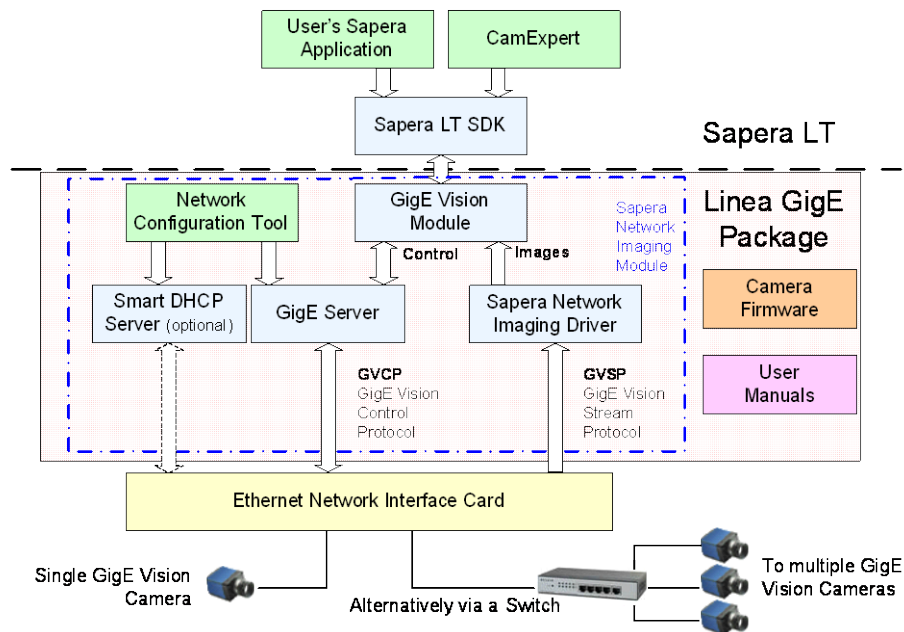 User's Sapera
Application
CamExpert
Sapera LT SDK
Sapera LT
Network
Configuration Tool
GigE Vision
Module
Sapera
Network
Imaging
Module
Linea GigE
Package
Control
Images
Smart DHCP
Server (optional)
GigE Server
Sapera Network
Imaging Driver
Camera
Firmware
User
Manuals
GVCP
GigE Vision
Control
Protocol
GVSP
GigE Vision
Stream
Protocol
Ethernet Network Interface Card
Single GigE Vision
Camera
Alternatively via a Switch
To multiple GigE
Vision Cameras